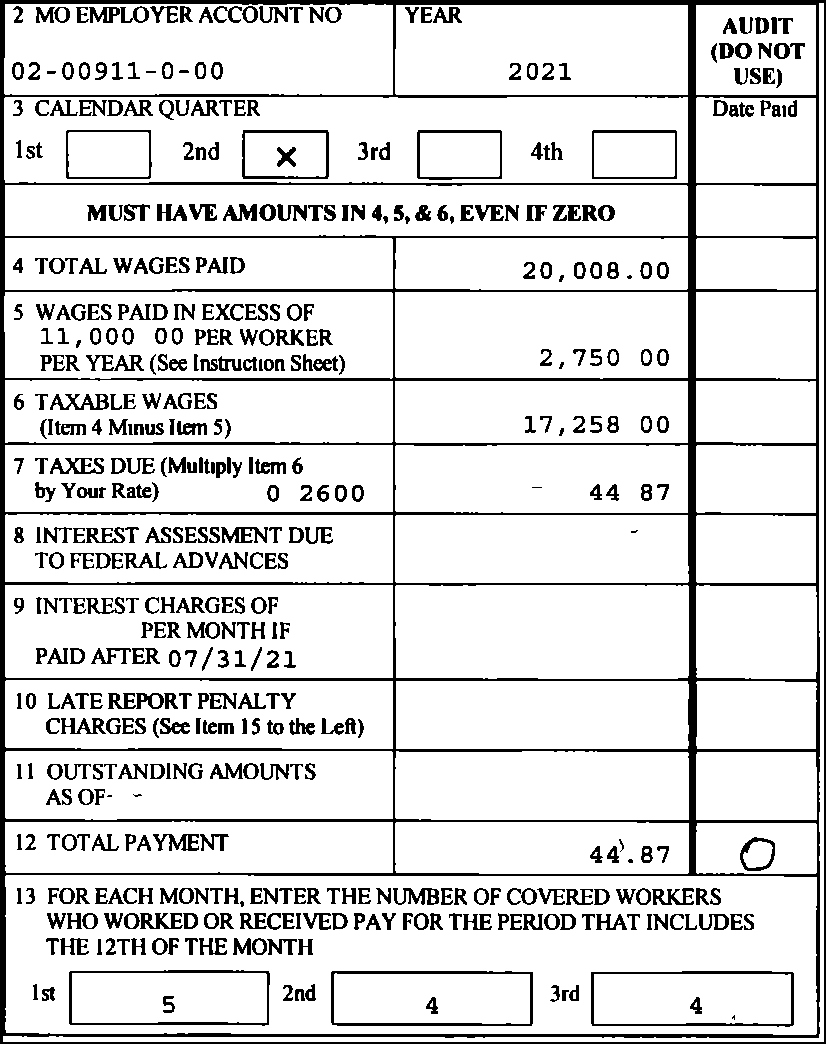 2 MO EMPLOYER ACCOUNT NO
02-00911-0-00
YEAR
2021
AUDIT
(DO NOT
USE)
3 CALENDAR QUARTER
1st 2nd X 3rd 4th
Date Paid
MUST HAVE AMOUNTS IN 4, 5, & 6, EVEN IF ZERO
4 TOTAL WAGES PAID
20,008.00
5 WAGES PAID IN EXCESS OF
11,000 00 PER WORKER
PER YEAR (See Instruction Sheet)
2,750 00
6 TAXABLE WAGES
(Item 4 Minus Item 5)
17,258 00
7 TAXES DUE (Multiply Item 6
by Your Rate) 0 2600
44 87
8 INTEREST ASSESSMENT DUE
TO FEDERAL ADVANCES
9 INTEREST CHARGES OF
PER MONTH IF
PAID AFTER 07/31/21
10 LATE REPORT PENALTY
CHARGES (See Item 15 to the Left)
11 OUTSTANDING AMOUNTS
AS OF- -
12 TOTAL PAYMENT
44.87
O
13 FOR EACH MONTH, ENTER THE NUMBER OF COVERED WORKERS
WHO WORKED OR RECEIVED PAY FOR THE PERIOD THAT INCLUDES
THE 12TH OF THE MONTH
1st 5 2nd 4 3rd 4